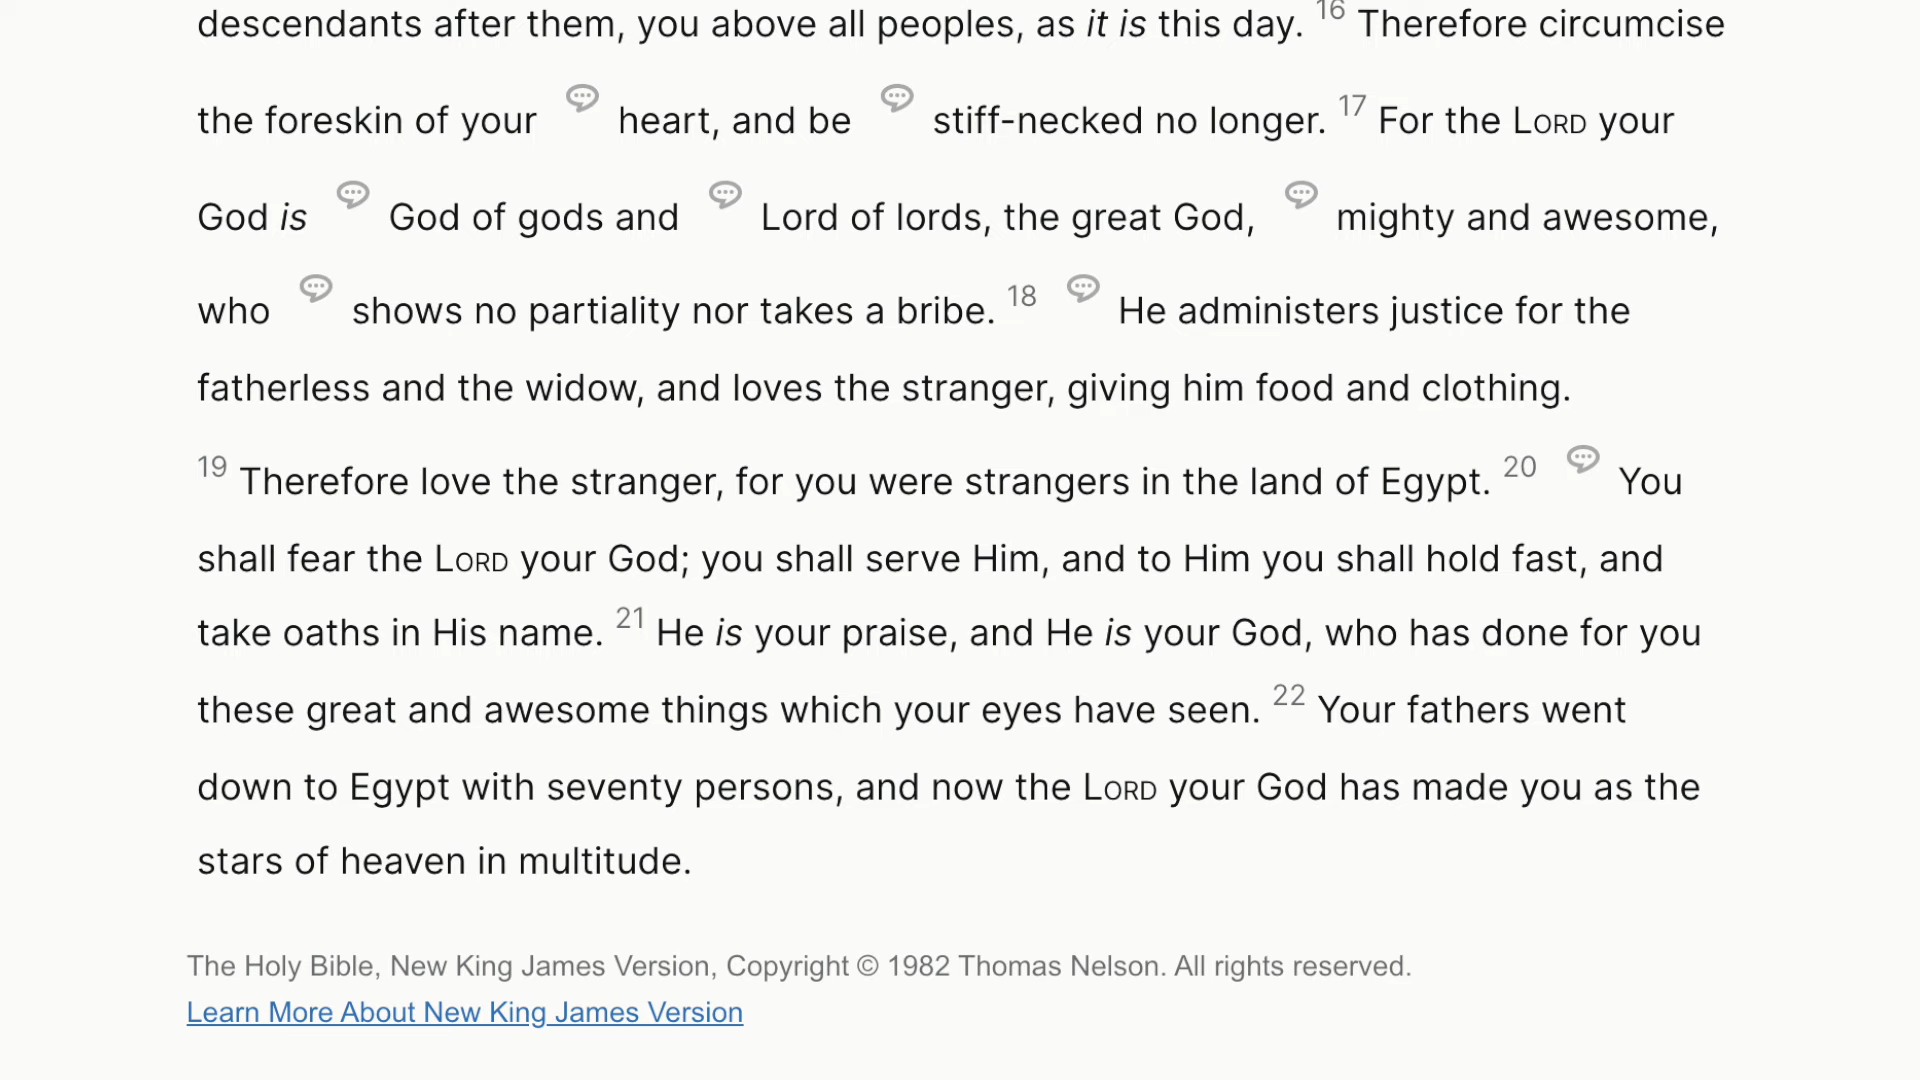 descendants after them, you above all peoples, as it is this day. 16 Therefore circumcise
the foreskin of your heart, and be stiff-necked no longer. 17 For the LORD your
God is God of gods and Lord of lords, the great God, mighty and awesome,
who shows no partiality nor takes a bribe. 18 He administers justice for the
fatherless and the widow, and loves the stranger, giving him food and clothing.
19 Therefore love the stranger, for you were strangers in the land of Egypt. 20 You
shall fear the LORD your God; you shall serve Him, and to Him you shall hold fast, and
take oaths in His name. 21 He is your praise, and He is your God, who has done for you
these great and awesome things which your eyes have seen. 22 Your fathers went
down to Egypt with seventy persons, and now the LORD your God has made you as the
stars of heaven in multitude.
The Holy Bible, New King James Version, Copyright © 1982 Thomas Nelson. All rights reserved.
Learn More About New King James Version